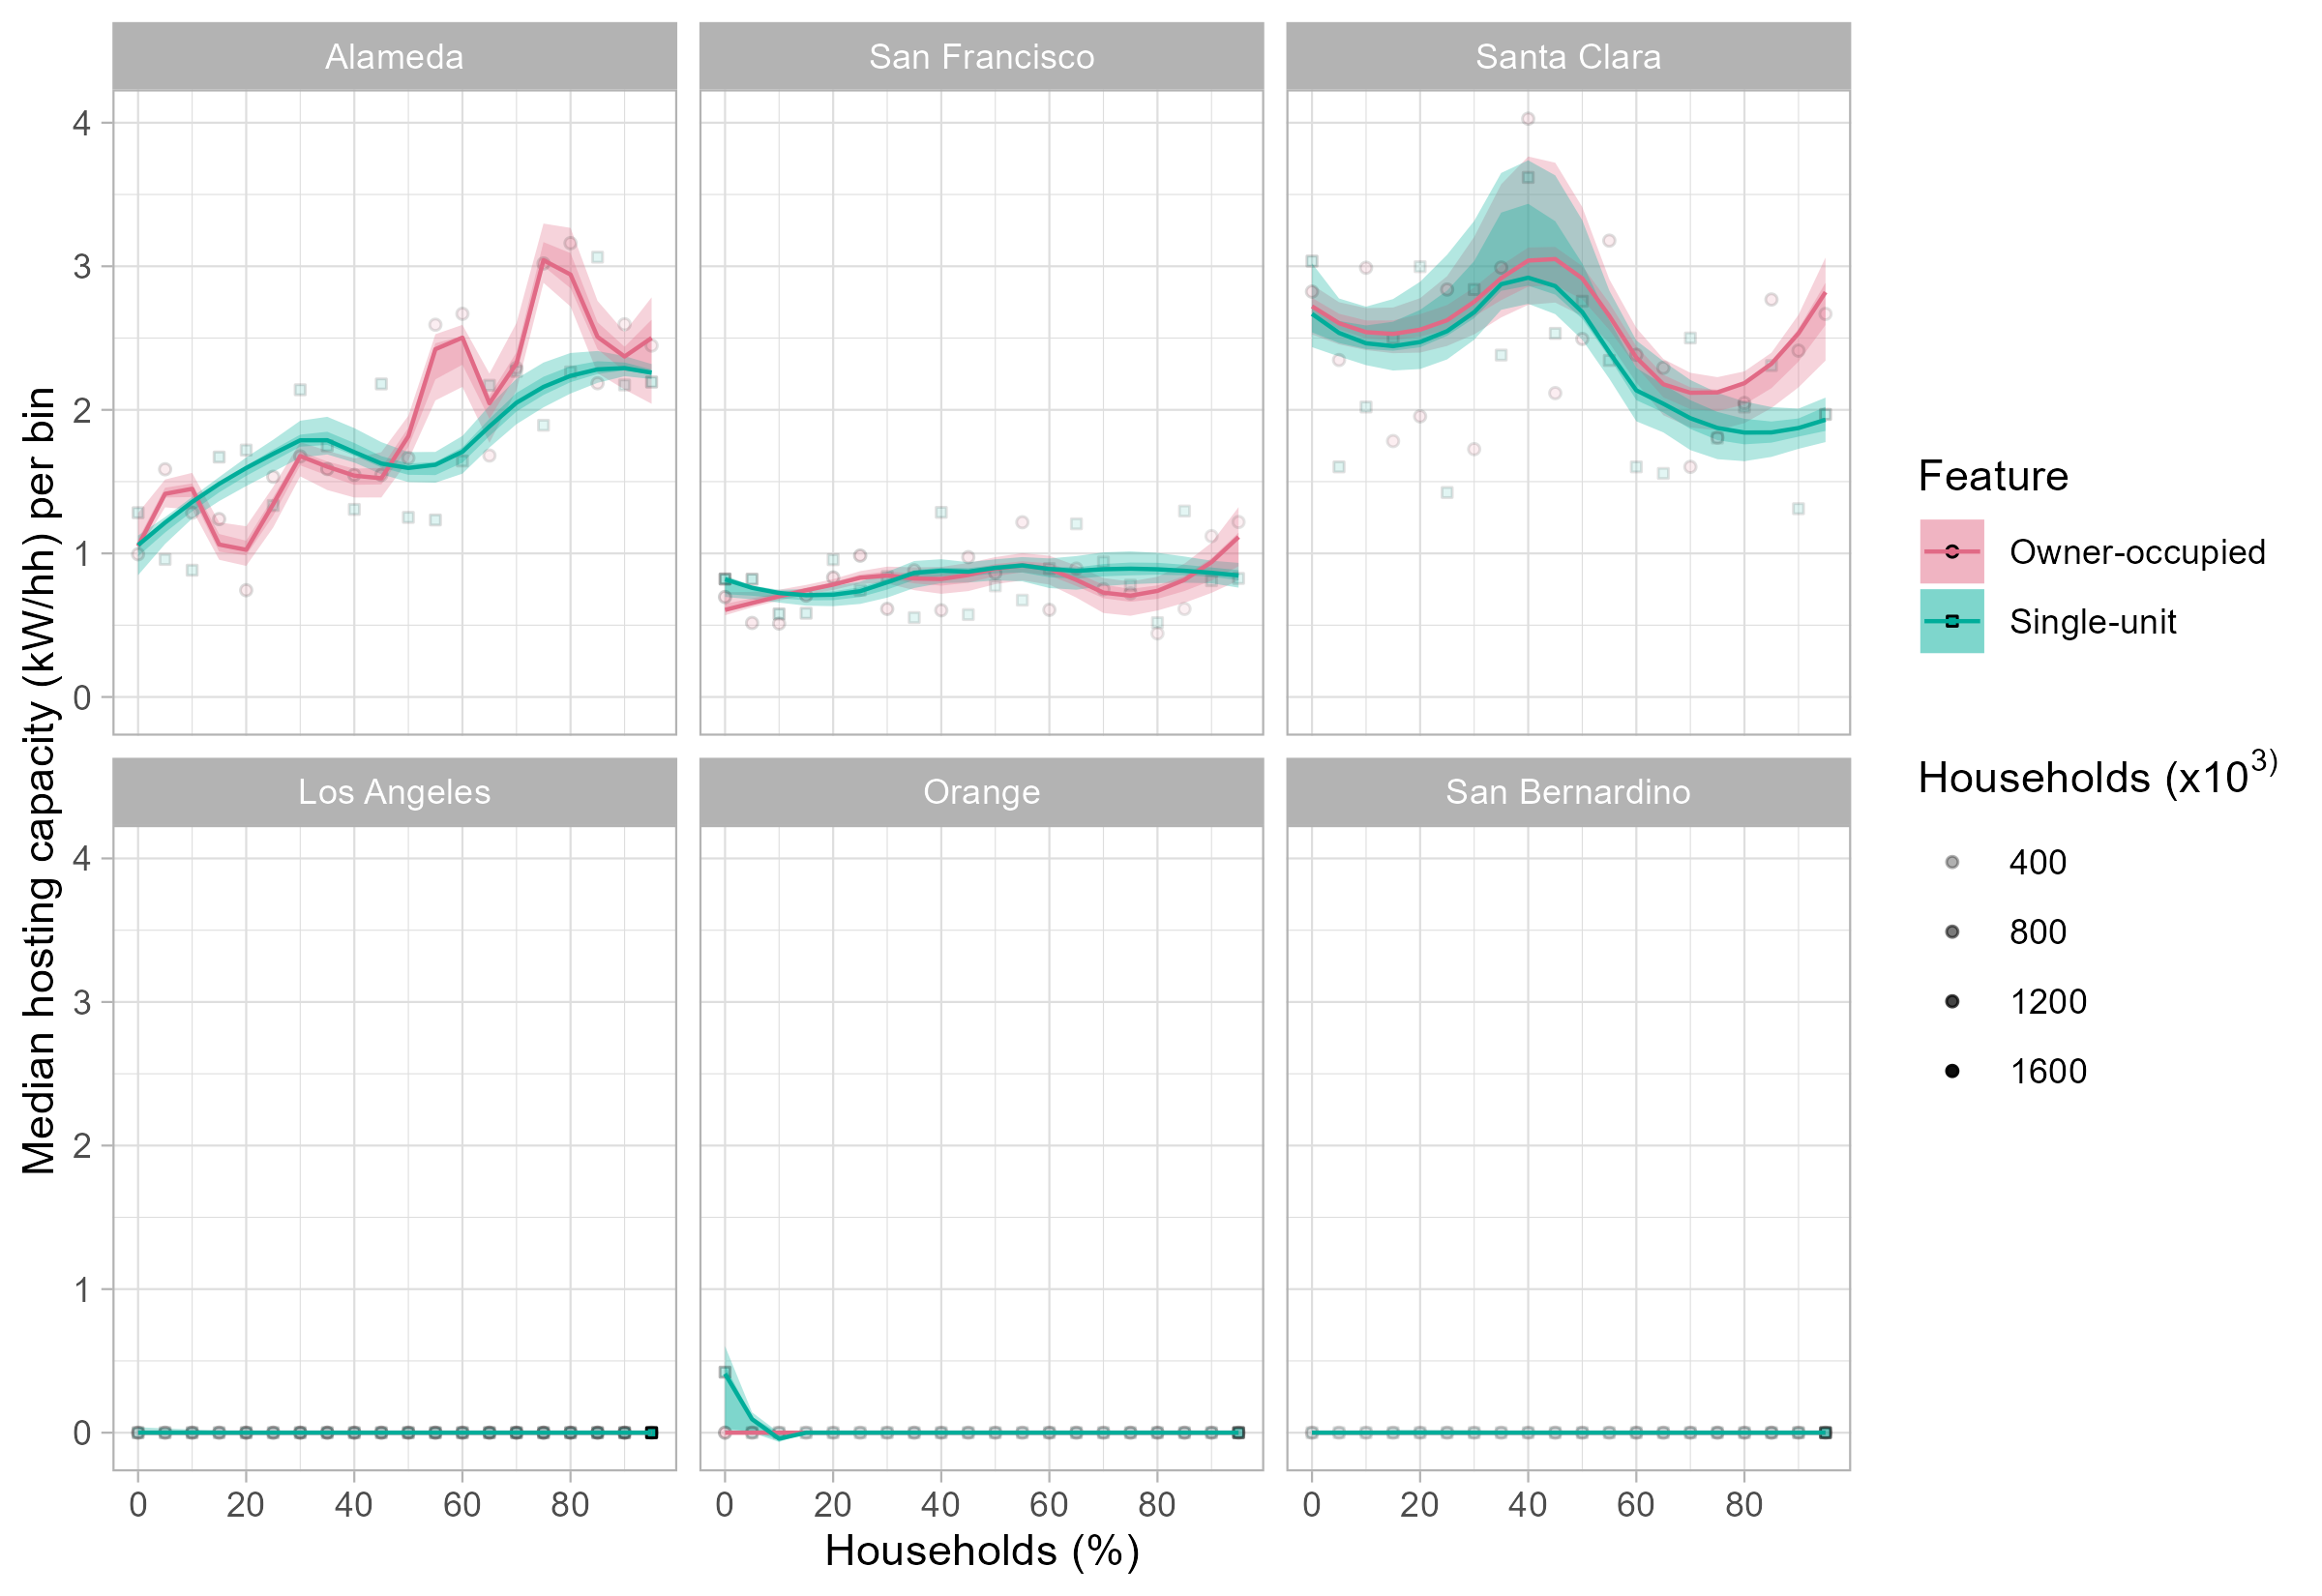 Alameda
San Francisco
Santa Clara
4
3
2
1
0
Los Angeles
Orange
San Bernardino
4
3
2
1
0
0 20 40 60 80
0 20 40 60 80
0 20 40 60 80
Households (%)
Median hosting capacity (kW/hh) per bin
Feature
Owner-occupied
Single-unit
Households (x10³⁾
400
800
1200
1600